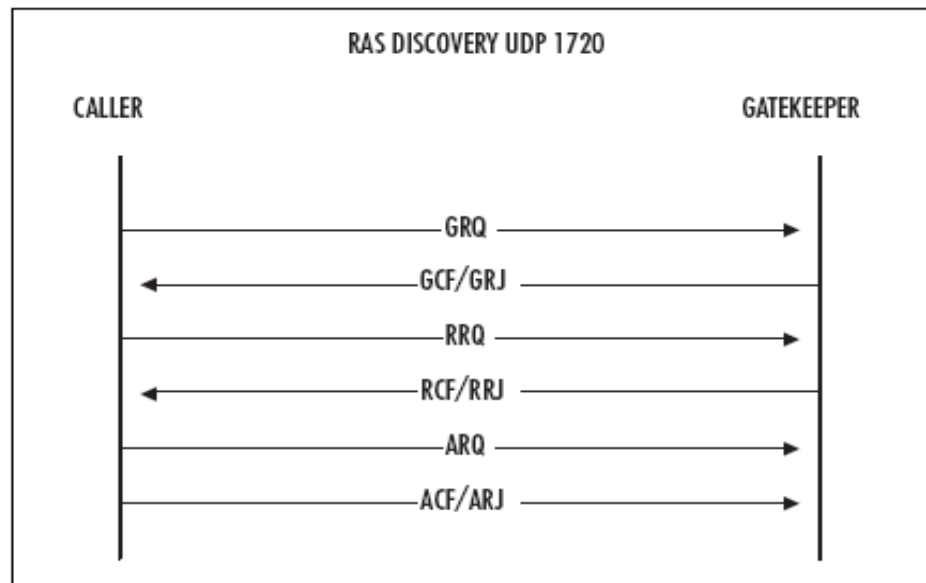 RAS DISCOVERY UDP 1720
CALLER GATEKEEPER
GRQ
GCF/GRJ
RRQ
RCF/RRJ
ARQ
ACF/ARJ